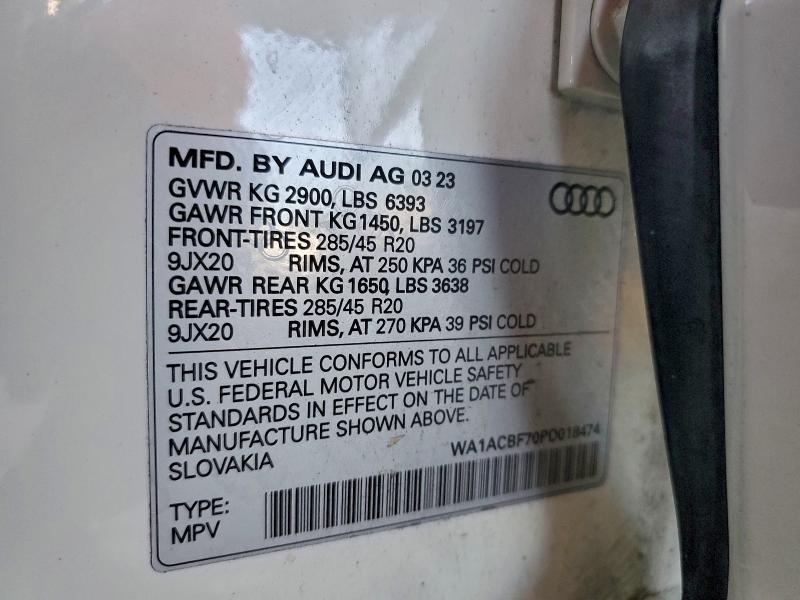 MFD. BY AUDI AG 03 23
GVWR KG 2900, LBS 6393
GAWR FRONT KG1450, LBS 3197
FRONT-TIRES 285/45 R20
9JX20 RIMS, AT 250 KPA 36 PSI COLD
GAWR REAR KG 1650, LBS 3638
REAR-TIRES 285/45 R20
9JX20 RIMS, AT 270 KPA 39 PSI COLD
THIS VEHICLE CONFORMS TO ALL APPLICABLE
U.S. FEDERAL MOTOR VEHICLE SAFETY
STANDARDS IN EFFECT ON THE DATE OF
MANUFACTURE SHOWN ABOVE.
SLOVAKIA
WA1ACBF70PD018474
TYPE:
MPV